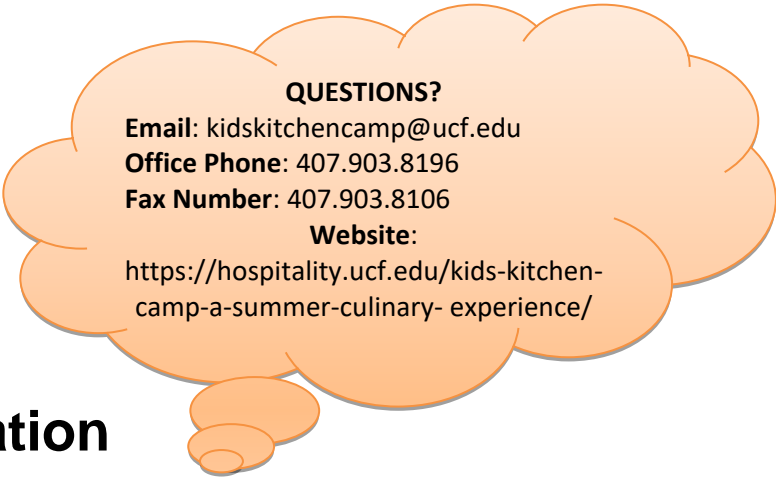 QUESTIONS?
Email: kidskitchencamp@ucf.edu
Office Phone: 407.903.8196
Fax Number: 407.903.8106
Website:
https://hospitality.ucf.edu/kids-kitchen-
camp-a-summer-culinary- experience/
ation